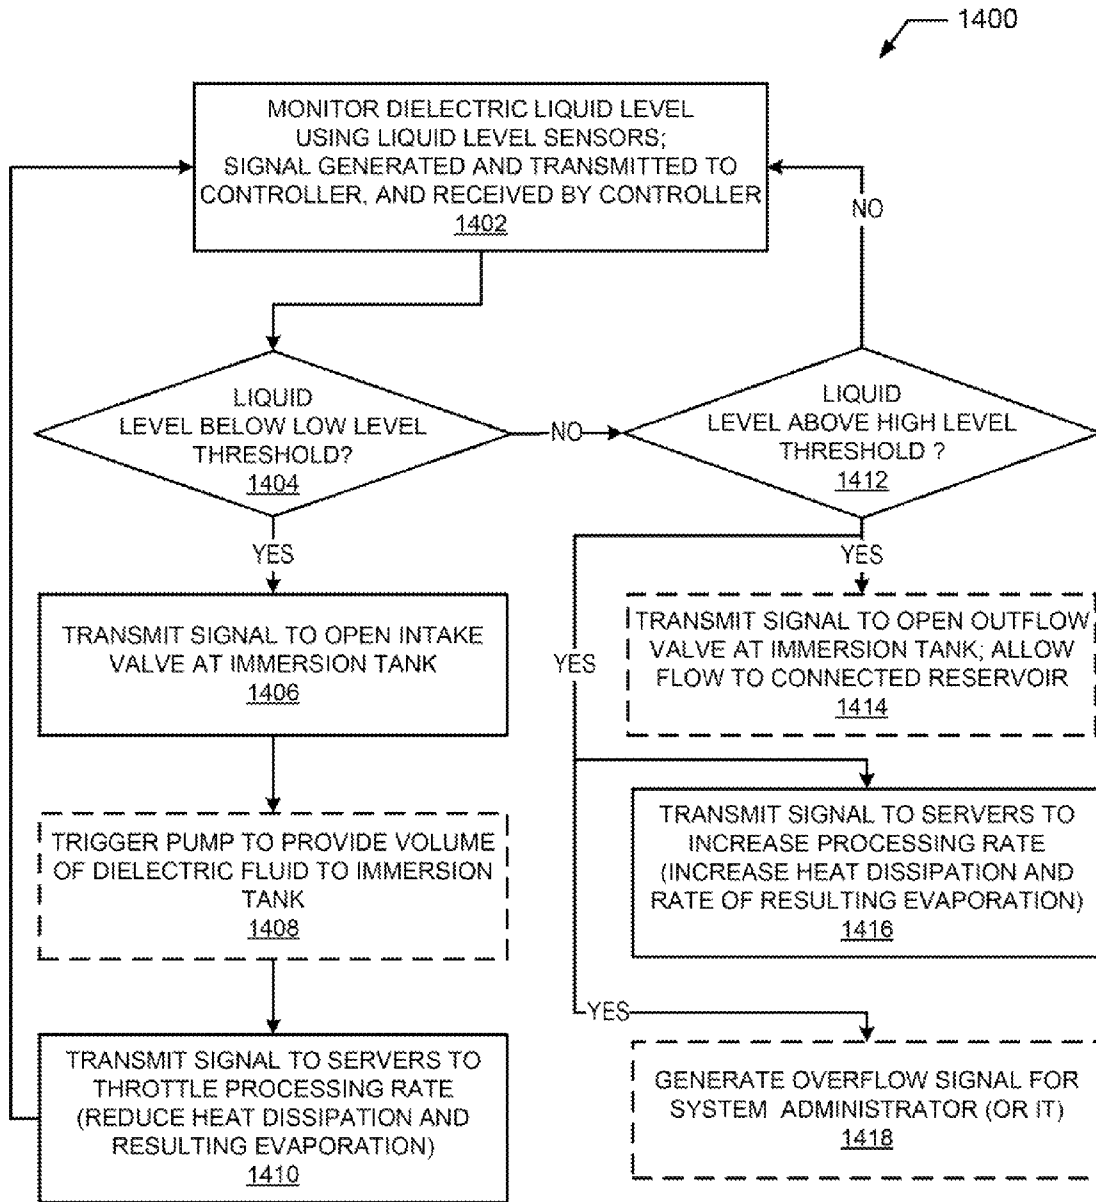 1400
MONITOR DIELECTRIC LIQUID LEVEL
USING LIQUID LEVEL SENSORS;
SIGNAL GENERATED AND TRANSMITTED TO
CONTROLLER, AND RECEIVED BY CONTROLLER
1402
NO
LIQUID
LEVEL BELOW LOW LEVEL
THRESHOLD?
1404
NO
LIQUID
LEVEL ABOVE HIGH LEVEL
THRESHOLD ?
1412
YES
TRANSMIT SIGNAL TO OPEN INTAKE
VALVE AT IMMERSION TANK
1406
TRIGGER PUMP TO PROVIDE VOLUME
OF DIELECTRIC FLUID TO IMMERSION
TANK
1408
TRANSMIT SIGNAL TO SERVERS TO
THROTTLE PROCESSING RATE
(REDUCE HEAT DISSIPATION AND
RESULTING EVAPORATION)
1410
YES
TRANSMIT SIGNAL TO OPEN OUTFLOW
VALVE AT IMMERSION TANK; ALLOW
FLOW TO CONNECTED RESERVOIR
1414
YES
TRANSMIT SIGNAL TO SERVERS TO
INCREASE PROCESSING RATE
(INCREASE HEAT DISSIPATION AND
RATE OF RESULTING EVAPORATION)
1416
YES
GENERATE OVERFLOW SIGNAL FOR
SYSTEM ADMINISTRATOR (OR IT)
1418